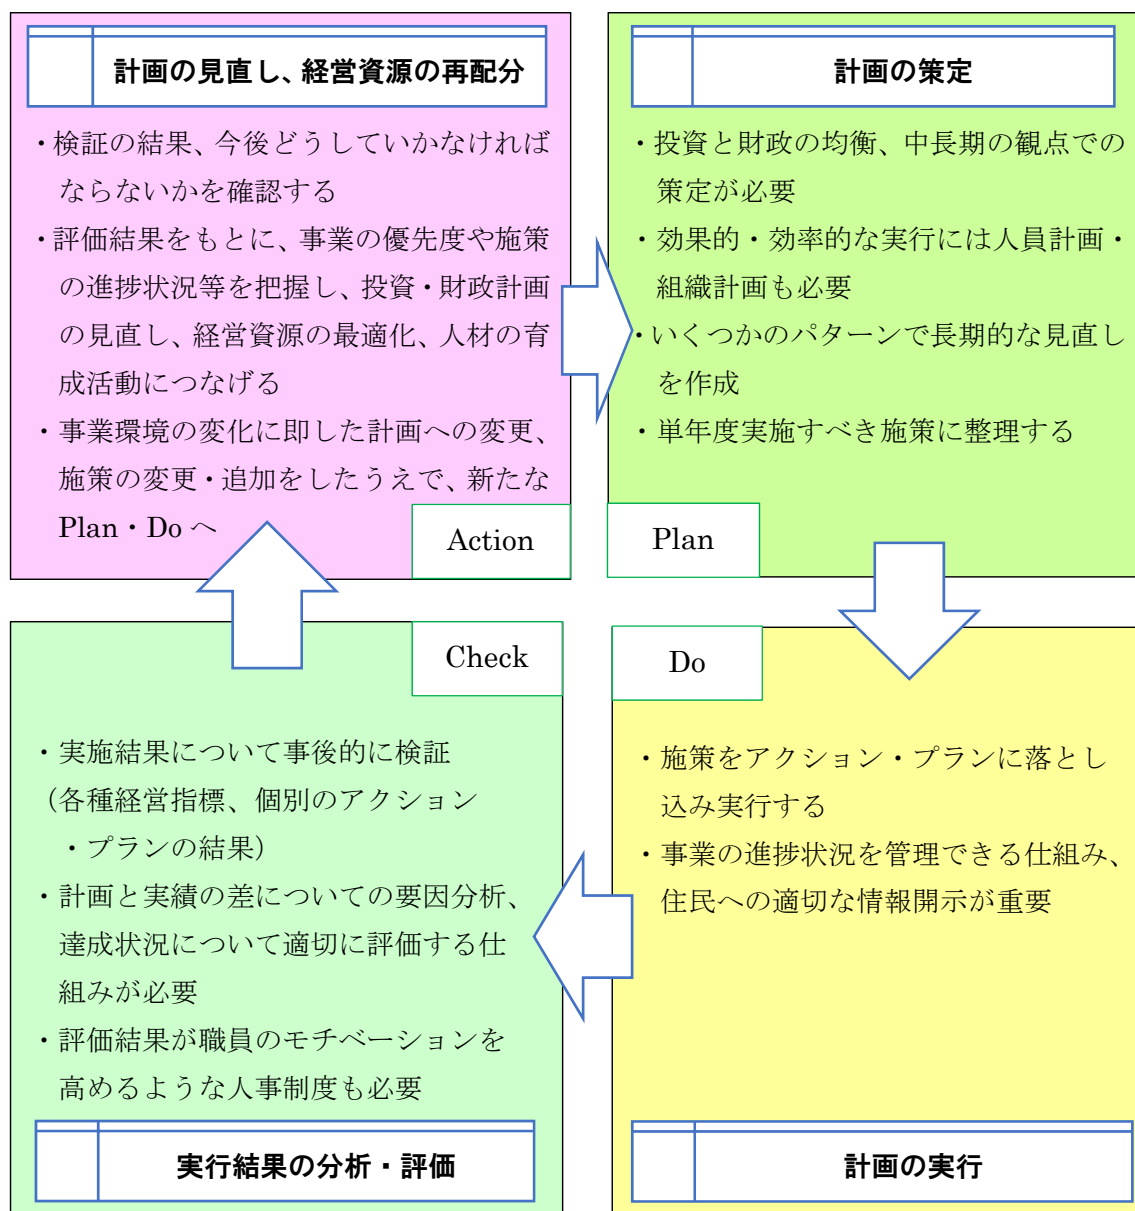 計画の見直し、経営資源の再配分
・検証の結果、今後どうしていかなければ
ならないかを確認する
・評価結果をもとに、事業の優先度や施策
の進捗状況等を把握し、投資・財政計画
の見直し、経営資源の最適化、人材の育
成活動につなげる
・事業環境の変化に即した計画への変更、
施策の変更・追加をしたうえで、新たな
Plan・Do へ
Action
計画の策定
・投資と財政の均衡、中長期の観点での
策定が必要
・効果的・効率的な実行には人員計画・
組織計画も必要
・いくつかのパターンで長期的な見直し
を作成
・単年度実施すべき施策に整理する
Plan
Check
・実施結果について事後的に検証
（各種経営指標、個別のアクション
・プランの結果）
・計画と実績の差についての要因分析、
達成状況について適切に評価する仕
組みが必要
・評価結果が職員のモチベーションを
高めるような人事制度も必要
実行結果の分析・評価
Do
・施策をアクション・プランに落とし
込み実行する
・事業の進捗状況を管理できる仕組み、
住民への適切な情報開示が重要
計画の実行